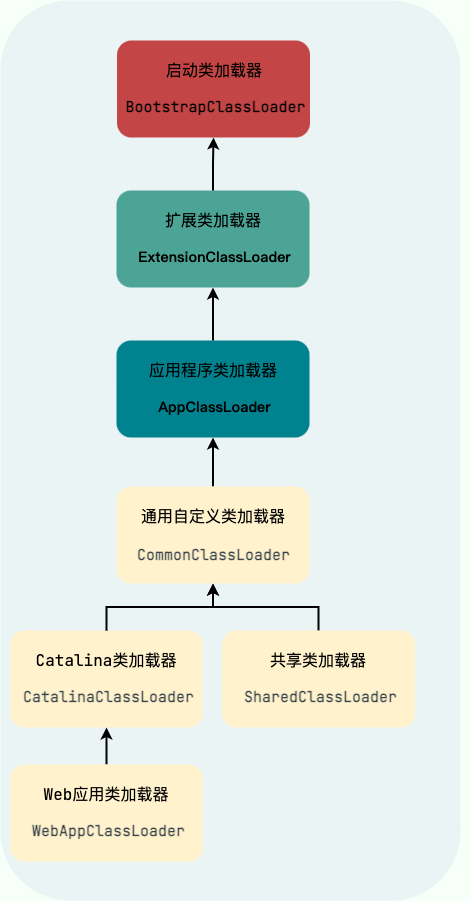 启动类加载器
BootstrapClassLoader
扩展类加载器
ExtensionClassLoader
应用程序类加载器
AppClassLoader
通用自定义类加载器
CommonClassLoader
Catalina类加载器
CatalinaClassLoader
共享类加载器
SharedClassLoader
Web应用类加载器
WebAppClassLoader